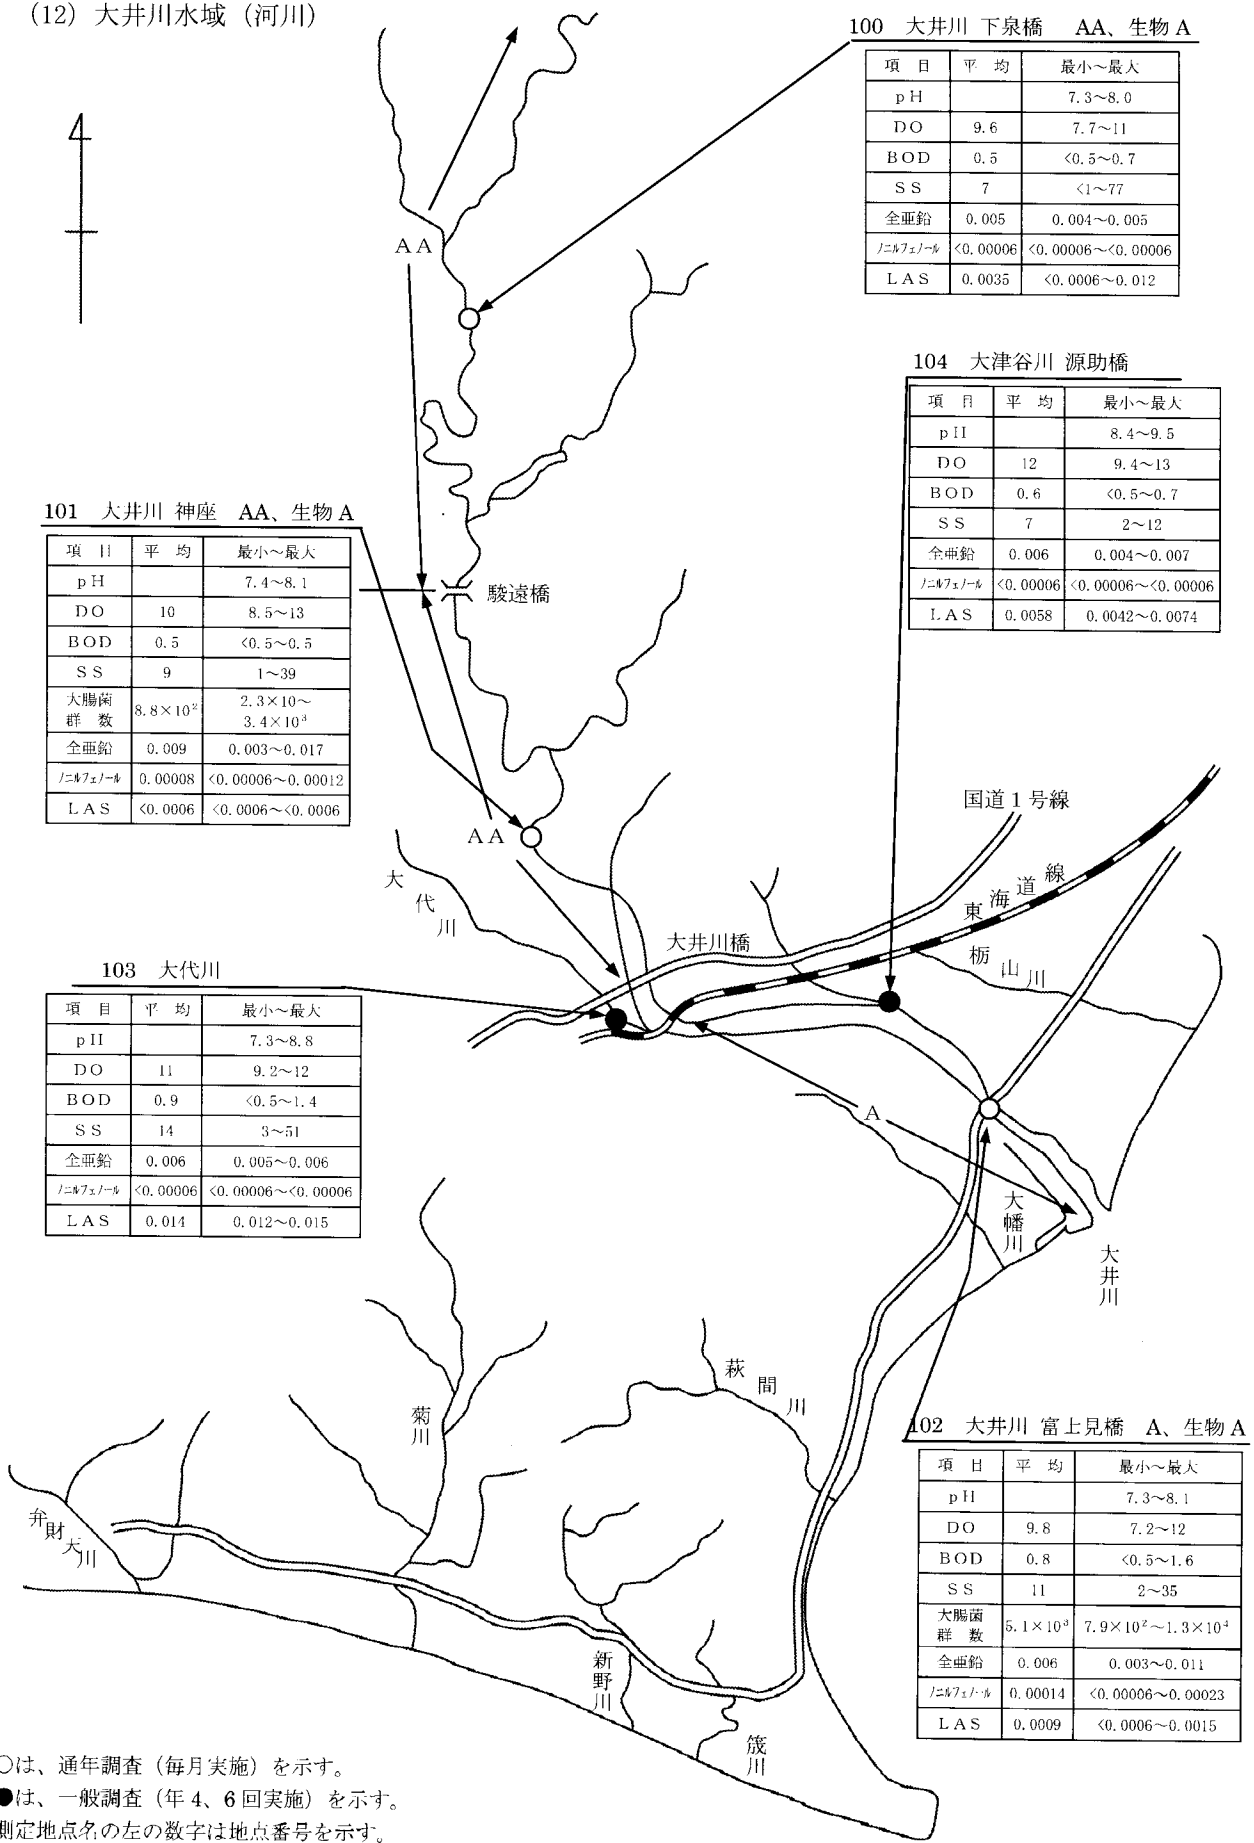 (12) 大井川水域（河川）
100 大井川 下泉橋 AA、生物 A
項 目 平 均 最小～最大
pH 7.3～8.0
DO 9.6 7.7～11
BOD 0.5 <0.5～0.7
SS 7 <1～77
全亜鉛 0.005 0.004～0.005
ノニルフェノール <0.00006 <0.00006～<0.00006
LAS 0.0035 <0.0006～0.012
AA
104 大津谷川 源助橋
項 目 平 均 最小～最大
pH 8.4～9.5
DO 12 9.4～13
BOD 0.6 <0.5～0.7
SS 7 2～12
全亜鉛 0.006 0.004～0.007
ノニルフェノール <0.00006 <0.00006～<0.00006
LAS 0.0058 0.0042～0.0074
101 大井川 神座 AA、生物 A
項 目 平 均 最小～最大
pH 7.4～8.1
DO 10 8.5～13
BOD 0.5 <0.5～0.5
SS 9 1～39
大腸菌
群 数 8.8×10² 2.3×10～
3.4×10³
全亜鉛 0.009 0.003～0.017
ノニルフェノール 0.00008 <0.00006～0.00012
LAS <0.0006 <0.0006～<0.0006
駿遠橋
AA
国道1号線
東海道線
大代川
大井川橋
栃山川
103 大代川
項 目 平 均 最小～最大
pH 7.3～8.8
DO 11 9.2～12
BOD 0.9 <0.5～1.4
SS 14 3～51
全亜鉛 0.006 0.005～0.006
ノニルフェノール <0.00006 <0.00006～<0.00006
LAS 0.014 0.012～0.015
A
大幡川
大井川
萩間川
菊川
弁財天川
新野川
筬川
102 大井川 富士見橋 A、生物 A
項 目 平 均 最小～最大
pH 7.3～8.1
DO 9.8 7.2～12
BOD 0.8 <0.5～1.6
SS 11 2～35
大腸菌
群 数 5.1×10³ 7.9×10²～1.3×10⁴
全亜鉛 0.006 0.003～0.011
ノニルフェノール 0.00014 <0.00006～0.00023
LAS 0.0009 <0.0006～0.0015
○は、通年調査（毎月実施）を示す。
●は、一般調査（年4、6回実施）を示す。
測定地点名の左の数字は地点番号を示す。